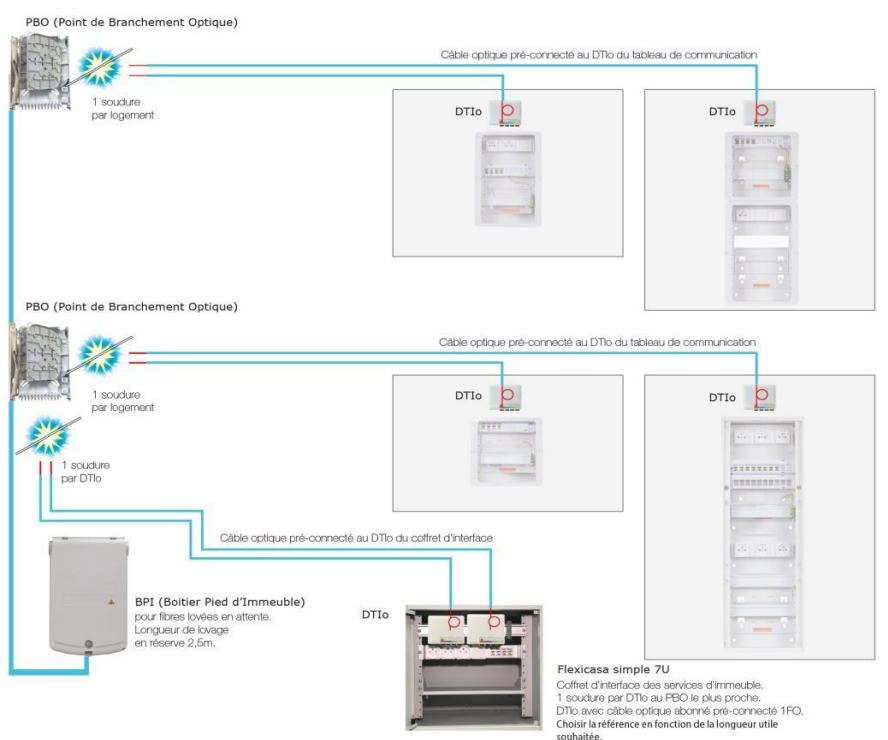 PBO (Point de Branchement Optique)
Câble optique pré-connecté au DTIo du tableau de communication
1 soudure
par logement
DTIo
DTIo
PBO (Point de Branchement Optique)
Câble optique pré-connecté au DTIo du tableau de communication
1 soudure
par logement
DTIo
DTIo
1 soudure
par DTIo
Câble optique pré-connecté au DTIo du coffret d'interface
BPI (Boitier Pied d'Immeuble)
pour fibres lovées en attente.
Longueur de lovage
en réserve 2,5m.
DTIo
Flexicasa simple 7U
Coffret d'interface des services d'immeuble.
1 soudure par DTIo au PBO le plus proche.
DTIo avec câble optique abonné pré-connecté 1FO.
Choisir la référence en fonction de la longueur utile
souhaitée.